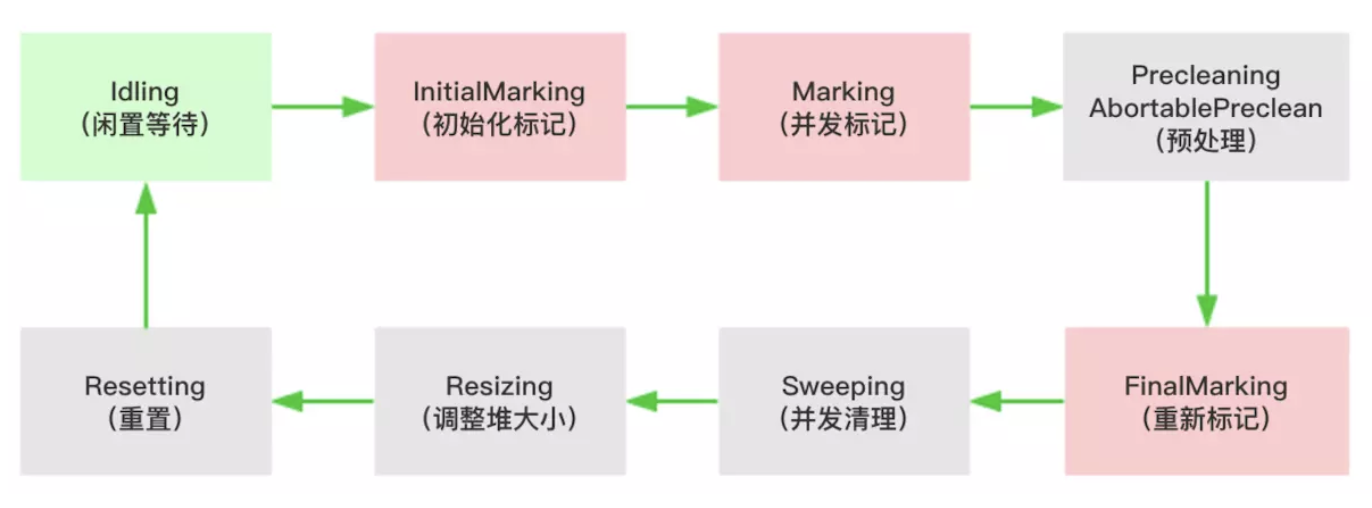 Idling
（闲置等待）
InitialMarking
（初始化标记）
Marking
（并发标记）
Precleaning
AbortablePreclean
（预处理）
FinalMarking
（重新标记）
Sweeping
（并发清理）
Resizing
（调整堆大小）
Resetting
（重置）